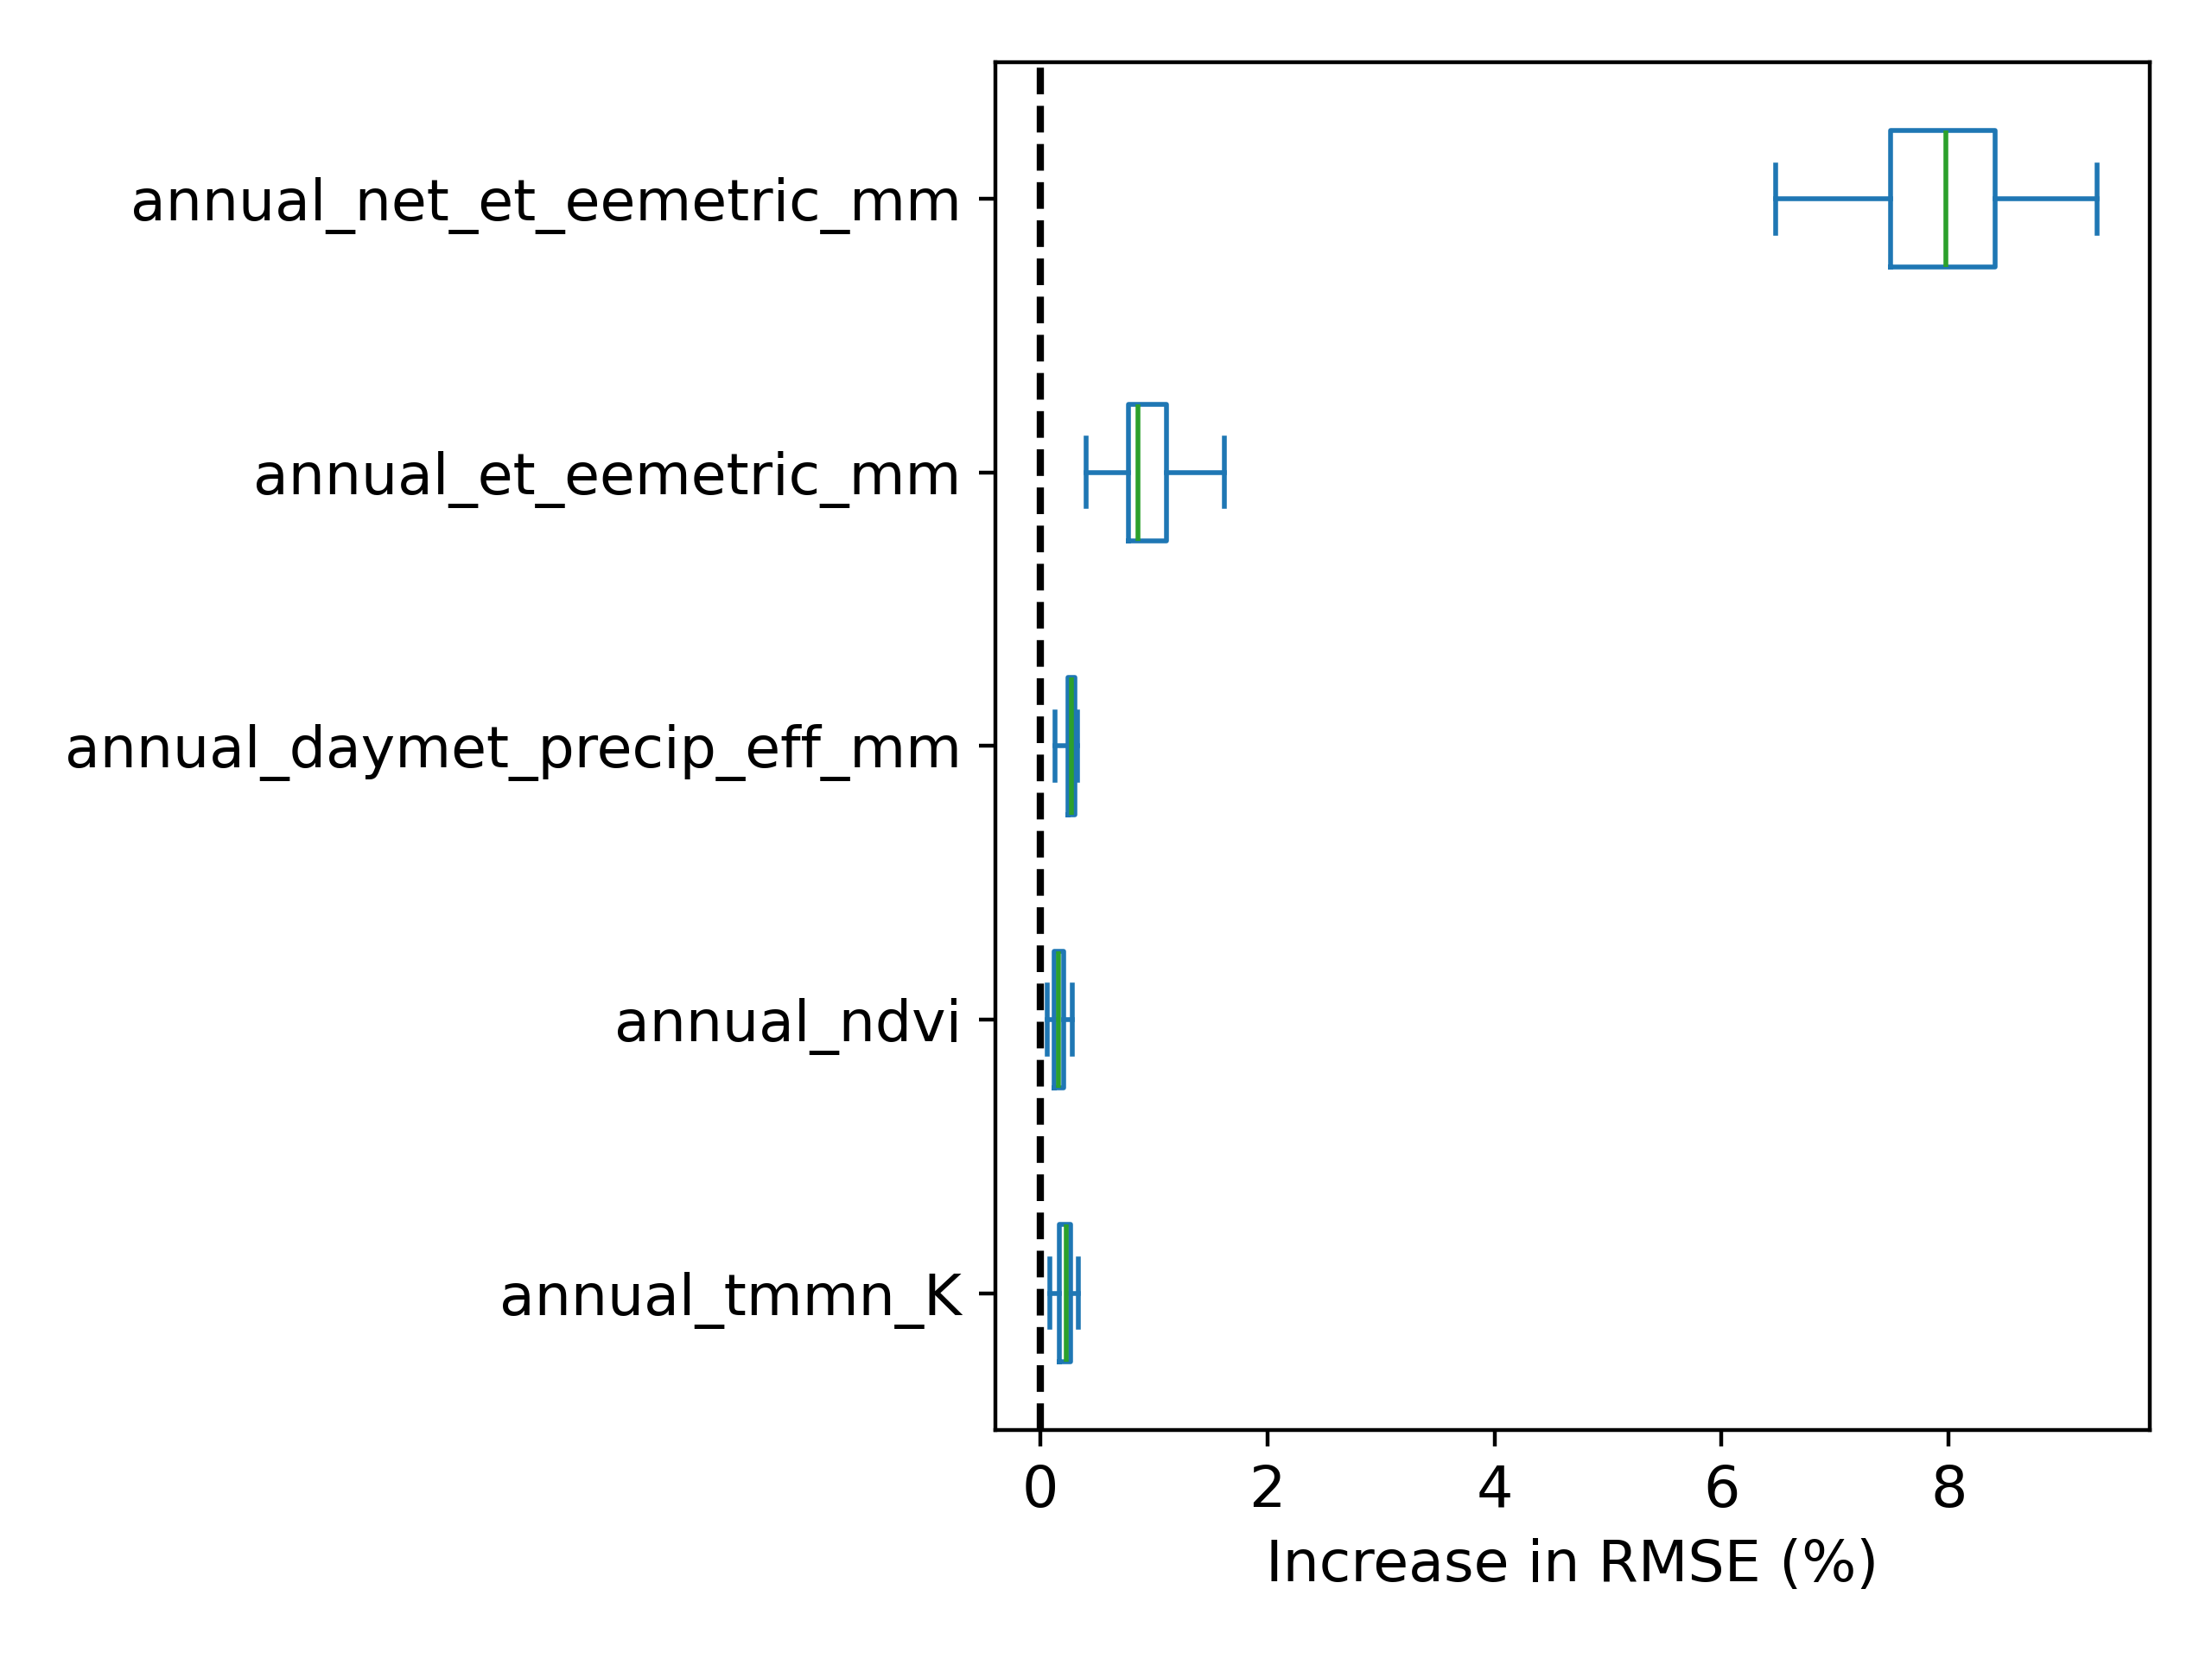 annual_net_et_eemetric_mm
annual_et_eemetric_mm
annual_daymet_precip_eff_mm
annual_ndvi
annual_tmmn_K
0 2 4 6 8
Increase in RMSE (%)